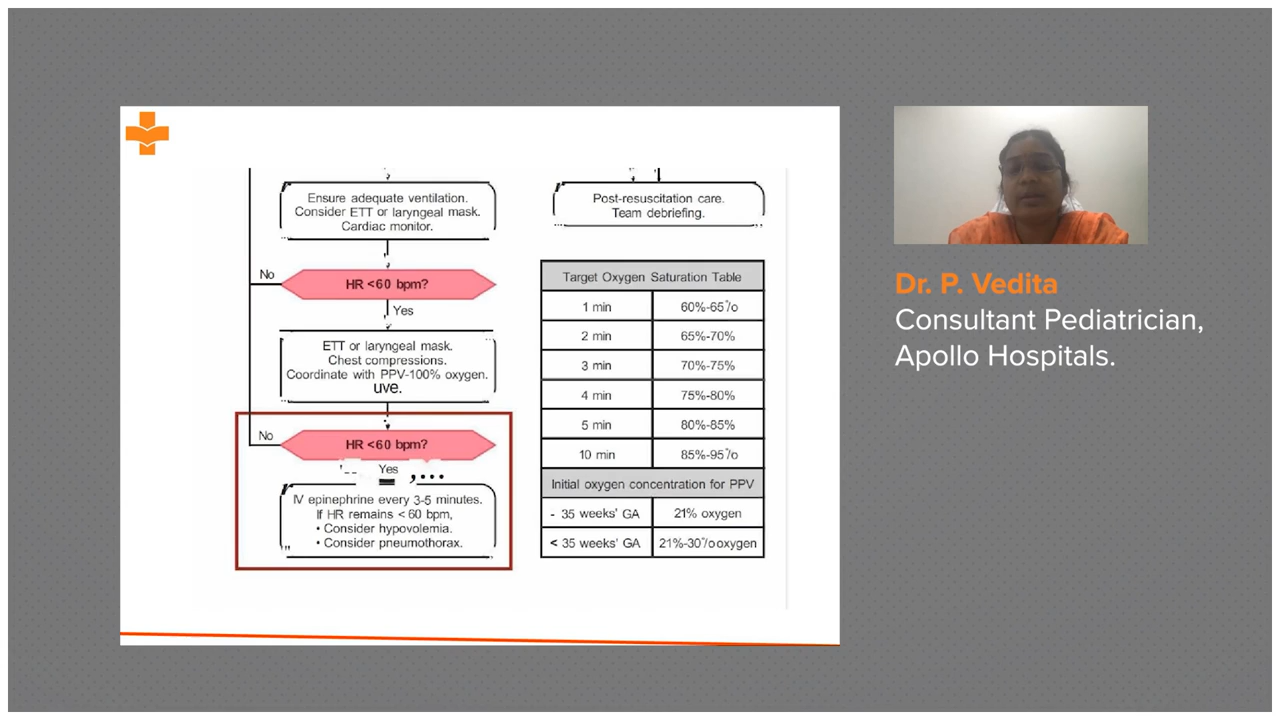 Ensure adequate ventilation.
Consider ETT or laryngeal mask.
Cardiac monitor.
No
HR <60 bpm?
Yes
ETT or laryngeal mask.
Chest compressions.
Coordinate with PPV-100% oxygen.
uve.
No
HR <60 bpm?
Yes
IV epinephrine every 3-5 minutes.
If HR remains < 60 bpm,
• Consider hypovolemia.
• Consider pneumothorax.
Post-resuscitation care.
Team debriefing.
Target Oxygen Saturation Table
1 min 60%-65°/o
2 min 65%-70%
3 min 70%-75%
4 min 75%-80%
5 min 80%-85%
10 min 85%-95°/o
Initial oxygen concentration for PPV
- 35 weeks' GA 21% oxygen
< 35 weeks' GA 21%-30°/o oxygen
Dr. P. Vedita
Consultant Pediatrician,
Apollo Hospitals.